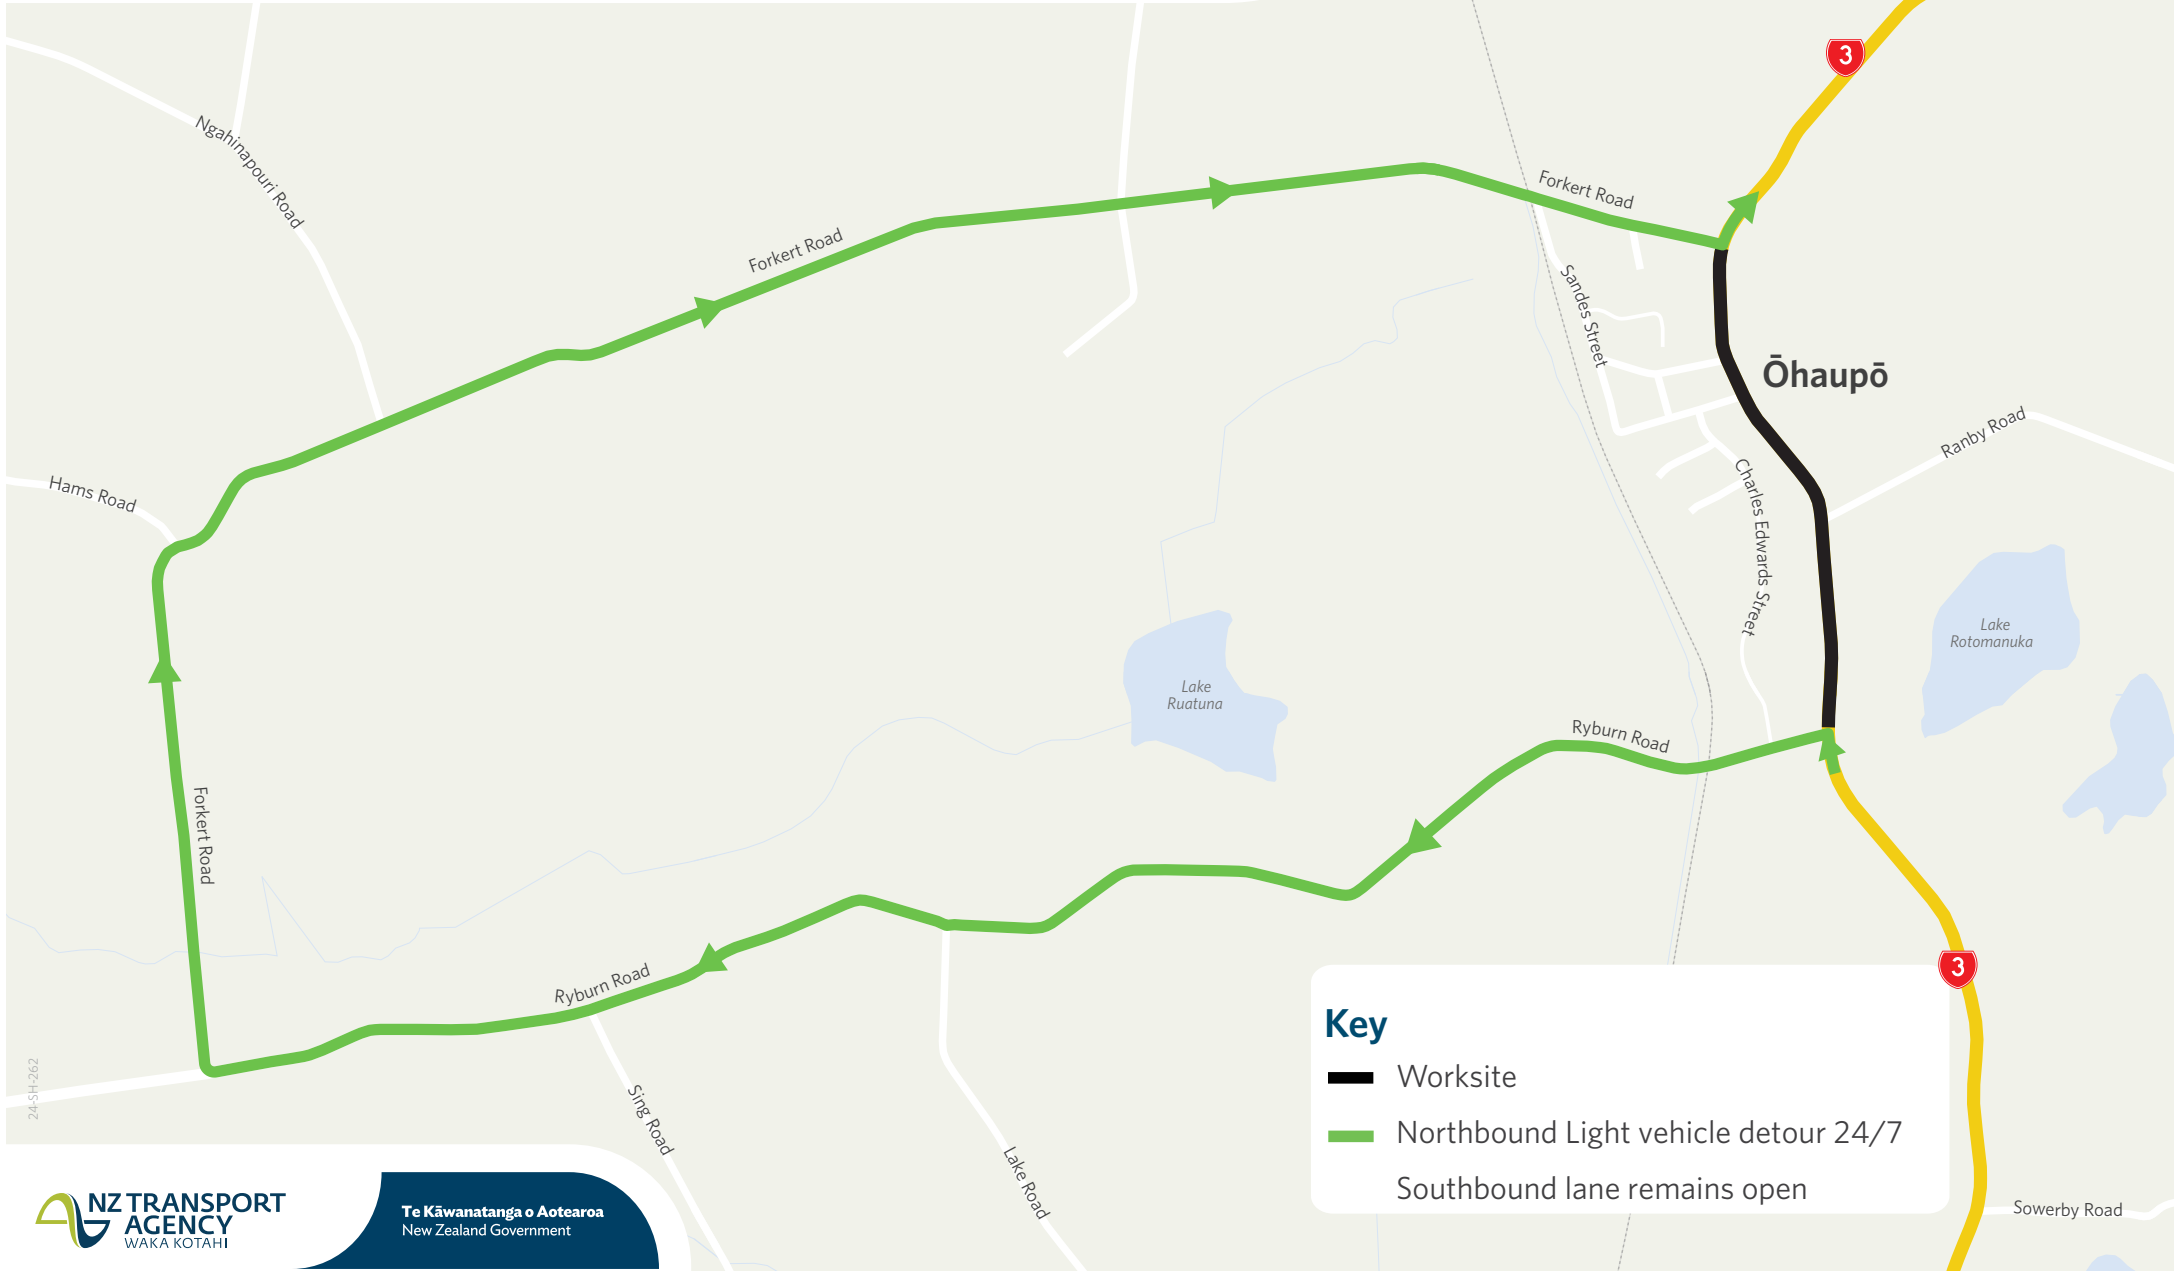 3
Ngahinapouri Road
Forkert Road
Forkert Road
Sandes Street
Ōhaupō
Ranby Road
Hams Road
Charles Edwards Street
Lake
Rotomanuka
Lake
Ruatuna
Ryburn Road
Forkert Road
Ryburn Road
3
Key
Worksite
Northbound Light vehicle detour 24/7
Southbound lane remains open
24-SH-262
Sing Road
Lake Road
Sowerby Road
NZ TRANSPORT
AGENCY
WAKA KOTAHI
Te Kāwanatanga o Aotearoa
New Zealand Government